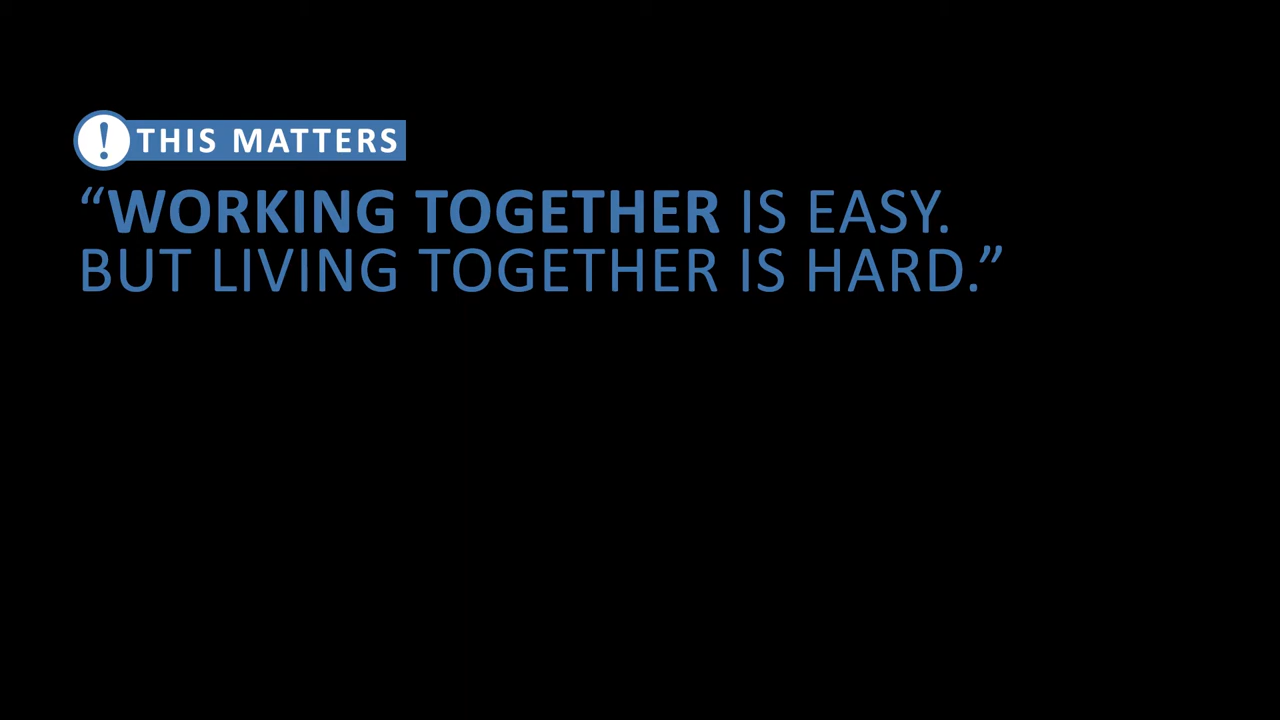 ! THIS MATTERS
“WORKING TOGETHER IS EASY.
BUT LIVING TOGETHER IS HARD.”